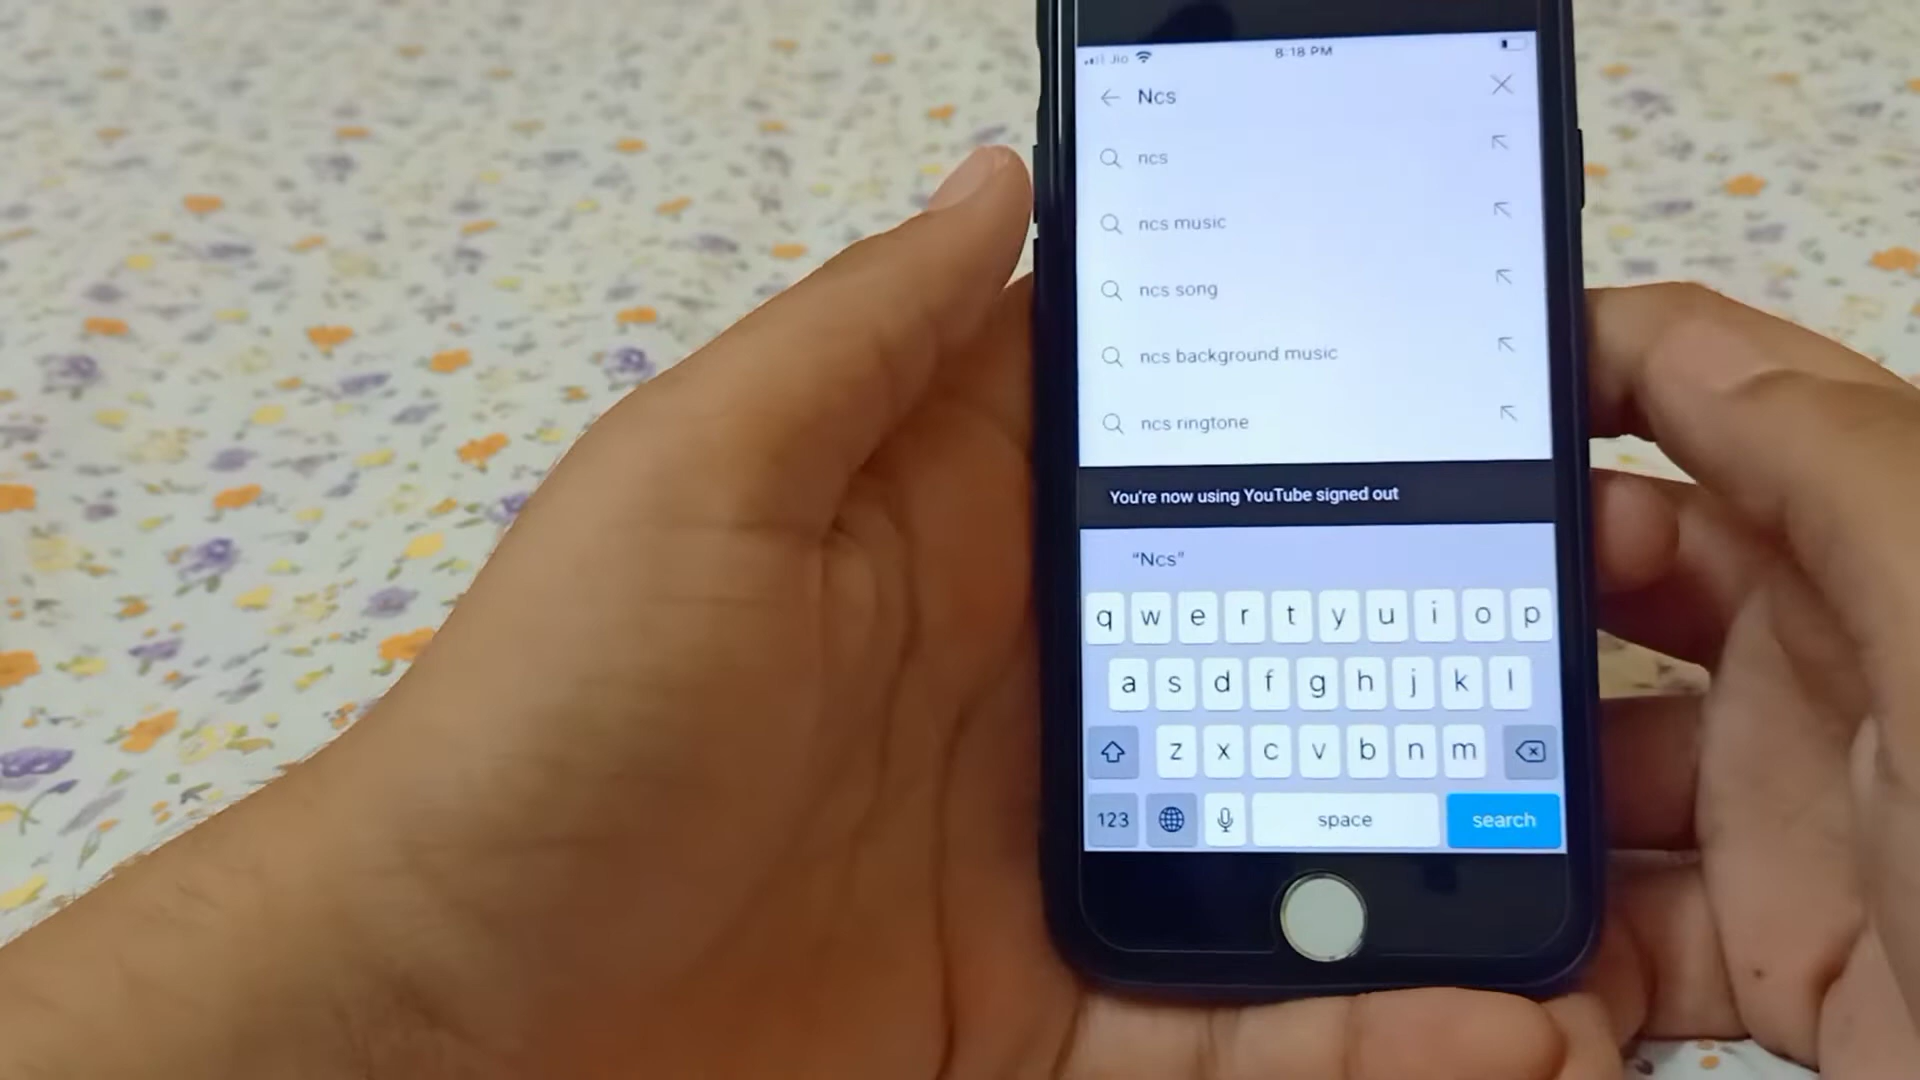 Jio 8:18 PM
Ncs
ncs
ncs music
ncs song
ncs background music
ncs ringtone
You're now using YouTube signed out
"Ncs"
q w e r t y u i o p
a s d f g h j k l
z x c v b n m
123 space search